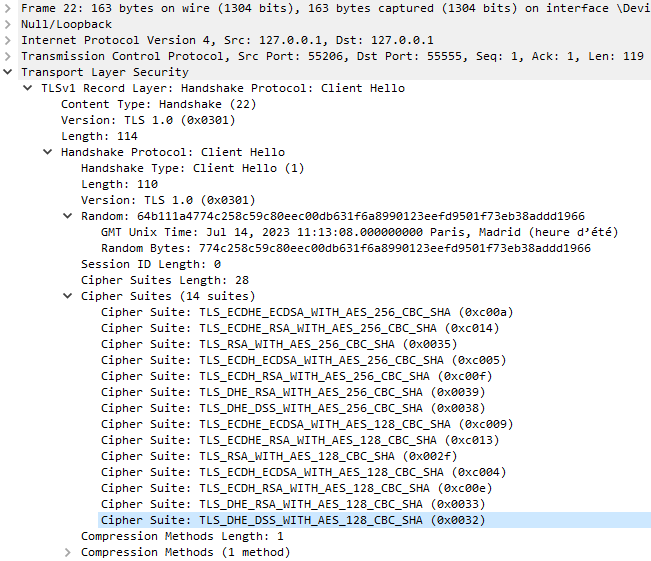 Frame 22: 163 bytes on wire (1304 bits), 163 bytes captured (1304 bits) on interface \Devi
Null/Loopback
Internet Protocol Version 4, Src: 127.0.0.1, Dst: 127.0.0.1
Transmission Control Protocol, Src Port: 55206, Dst Port: 55555, Seq: 1, Ack: 1, Len: 119
Transport Layer Security
TLSv1 Record Layer: Handshake Protocol: Client Hello
Content Type: Handshake (22)
Version: TLS 1.0 (0x0301)
Length: 114
Handshake Protocol: Client Hello
Handshake Type: Client Hello (1)
Length: 110
Version: TLS 1.0 (0x0301)
Random: 64b111a4774c258c59c80eec00db631f6a8990123eefd9501f73eb38addd1966
GMT Unix Time: Jul 14, 2023 11:13:08.000000000 Paris, Madrid (heure d’été)
Random Bytes: 774c258c59c80eec00db631f6a8990123eefd9501f73eb38addd1966
Session ID Length: 0
Cipher Suites Length: 28
Cipher Suites (14 suites)
Cipher Suite: TLS_ECDHE_ECDSA_WITH_AES_256_CBC_SHA (0xc00a)
Cipher Suite: TLS_ECDHE_RSA_WITH_AES_256_CBC_SHA (0xc014)
Cipher Suite: TLS_RSA_WITH_AES_256_CBC_SHA (0x0035)
Cipher Suite: TLS_ECDH_ECDSA_WITH_AES_256_CBC_SHA (0xc005)
Cipher Suite: TLS_ECDH_RSA_WITH_AES_256_CBC_SHA (0xc00f)
Cipher Suite: TLS_DHE_RSA_WITH_AES_256_CBC_SHA (0x0039)
Cipher Suite: TLS_DHE_DSS_WITH_AES_256_CBC_SHA (0x0038)
Cipher Suite: TLS_ECDHE_ECDSA_WITH_AES_128_CBC_SHA (0xc009)
Cipher Suite: TLS_ECDHE_RSA_WITH_AES_128_CBC_SHA (0xc013)
Cipher Suite: TLS_RSA_WITH_AES_128_CBC_SHA (0x002f)
Cipher Suite: TLS_ECDH_ECDSA_WITH_AES_128_CBC_SHA (0xc004)
Cipher Suite: TLS_ECDH_RSA_WITH_AES_128_CBC_SHA (0xc00e)
Cipher Suite: TLS_DHE_RSA_WITH_AES_128_CBC_SHA (0x0033)
Cipher Suite: TLS_DHE_DSS_WITH_AES_128_CBC_SHA (0x0032)
Compression Methods Length: 1
Compression Methods (1 method)